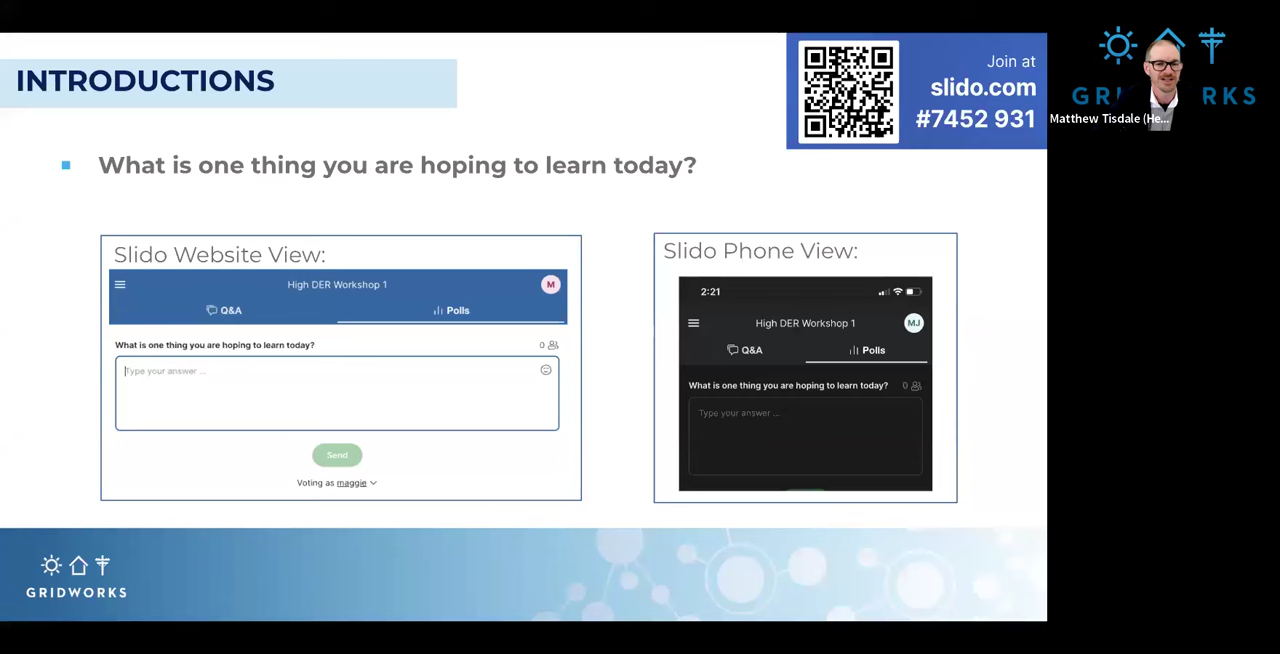 INTRODUCTIONS
Join at
slido.com
#7452 931
GR RKS
Matthew Tisdale (He...
What is one thing you are hoping to learn today?
Slido Website View:
High DER Workshop 1
M
Q&A
Polls
What is one thing you are hoping to learn today?
0
Type your answer ...
Send
Voting as maggie
Slido Phone View:
2:21
High DER Workshop 1
MJ
Q&A
Polls
What is one thing you are hoping to learn today?
0
Type your answer ...
GRIDWORKS